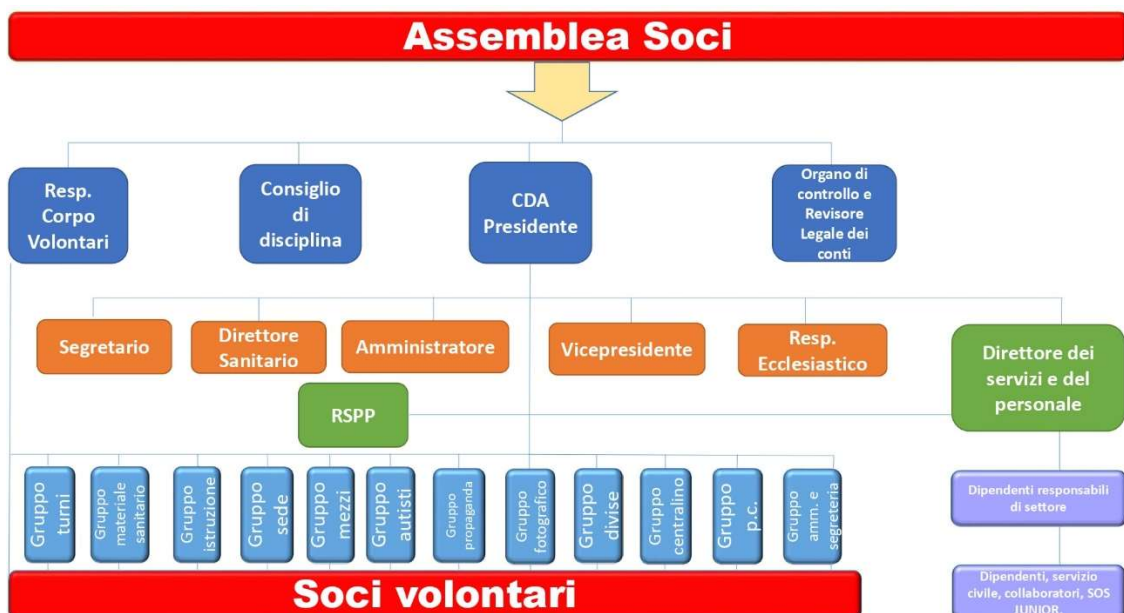 Assemblea Soci
Resp.
Corpo
Volontari
Consiglio
di
disciplina
CDA
Presidente
Organo di
controllo e
Revisore
Legale dei
conti
Segretario
Direttore
Sanitario
Amministratore
Vicepresidente
Resp.
Ecclesiastico
Direttore dei
servizi e del
personale
RSPP
Gruppo
turni
Gruppo
materiale
sanitario
Gruppo
istruzione
Gruppo
sede
Gruppo
mezzi
Gruppo
autisti
Gruppo
propaganda
Gruppo
fotografico
Gruppo
divise
Gruppo
centralino
Gruppo
p.c.
Gruppo
amm. e
segreteria
Dipendenti responsabili
di settore
Soci volontari
Dipendenti, servizio
civile, collaboratori, SOS
JUNIOR